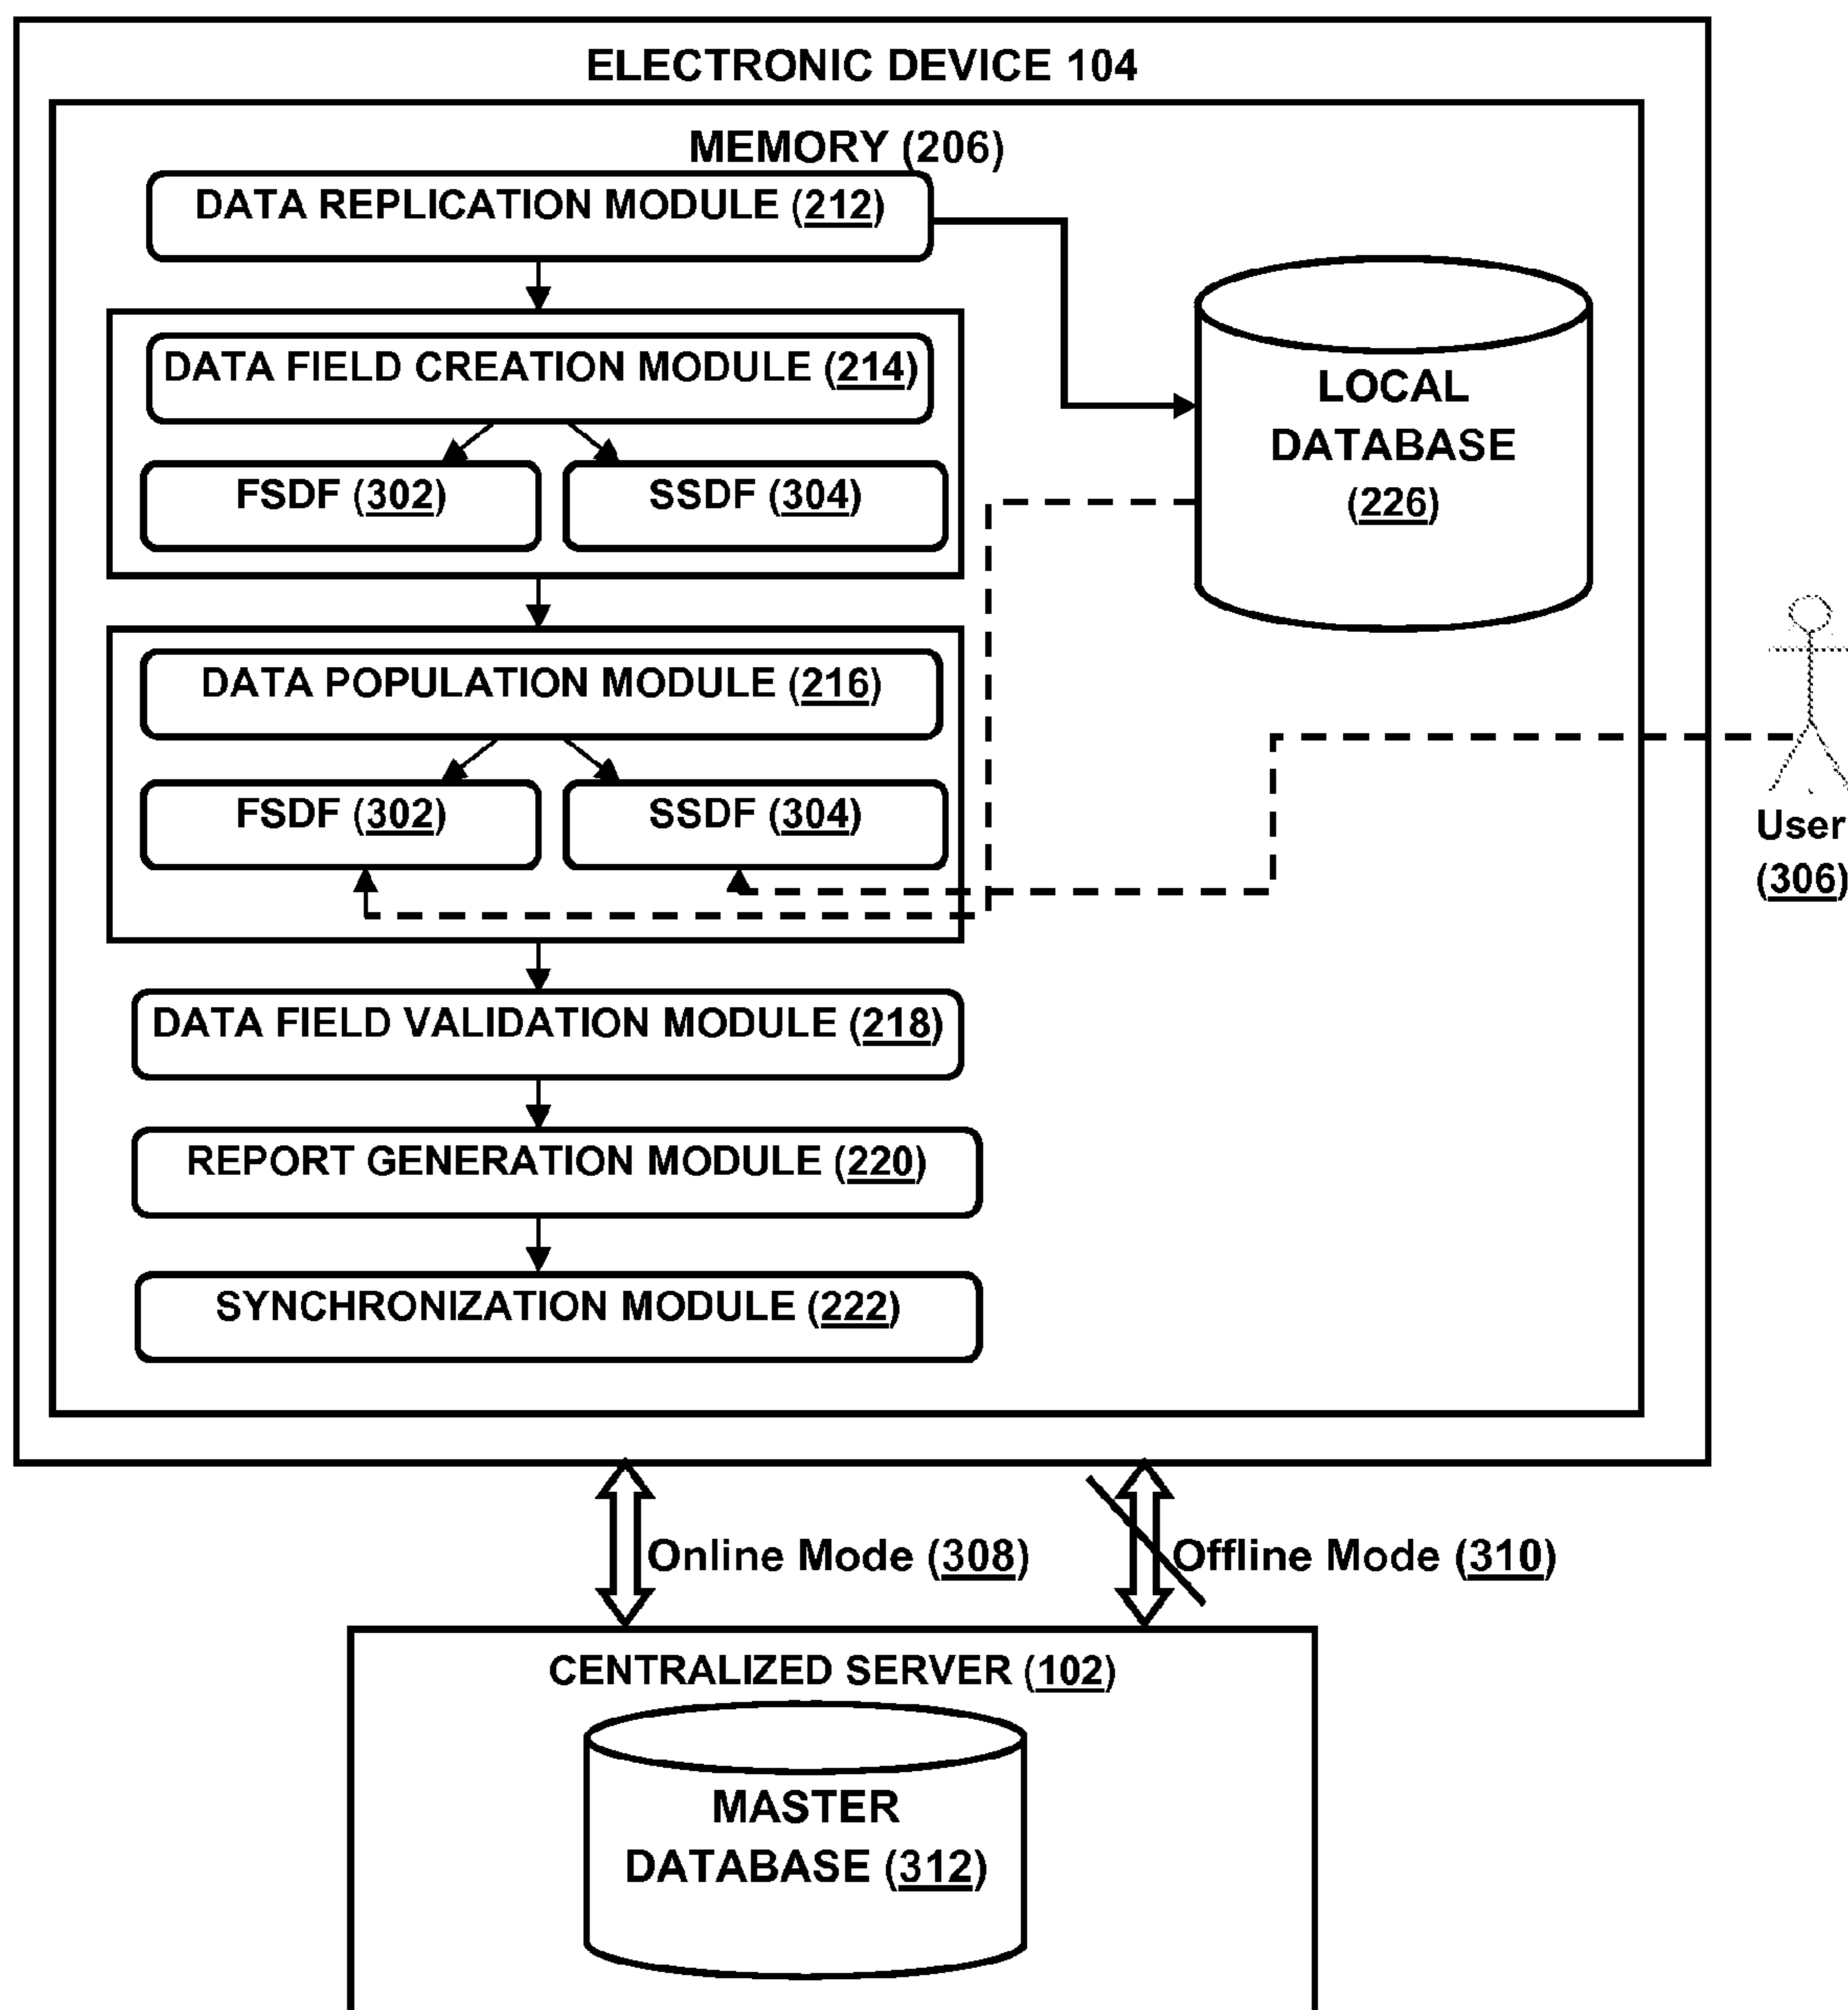 ELECTRONIC DEVICE 104
MEMORY (206)
DATA REPLICATION MODULE (212)
DATA FIELD CREATION MODULE (214)
FSDF (302)
SSDF (304)
LOCAL
DATABASE
(226)
DATA POPULATION MODULE (216)
FSDF (302)
SSDF (304)
User
(306)
DATA FIELD VALIDATION MODULE (218)
REPORT GENERATION MODULE (220)
SYNCHRONIZATION MODULE (222)
Online Mode (308)
Offline Mode (310)
CENTRALIZED SERVER (102)
MASTER
DATABASE (312)